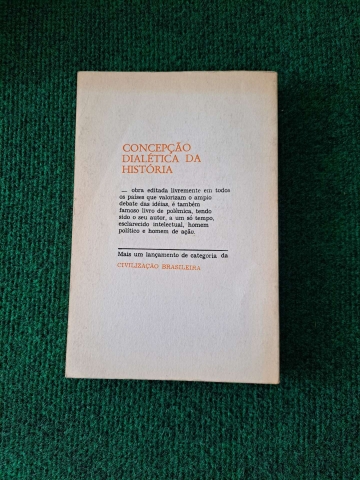 CONCEPÇÃO
DIALÉTICA DA
HISTÓRIA
— obra editada livremente em todos
os países que valorizam o amplo
debate das idéias, é também
famoso livro de polêmica, tendo
sido o seu autor, a um só tempo,
esclarecido intelectual, homem
político e homem de ação.
Mais um lançamento de categoria da
CIVILIZAÇÃO BRASILEIRA